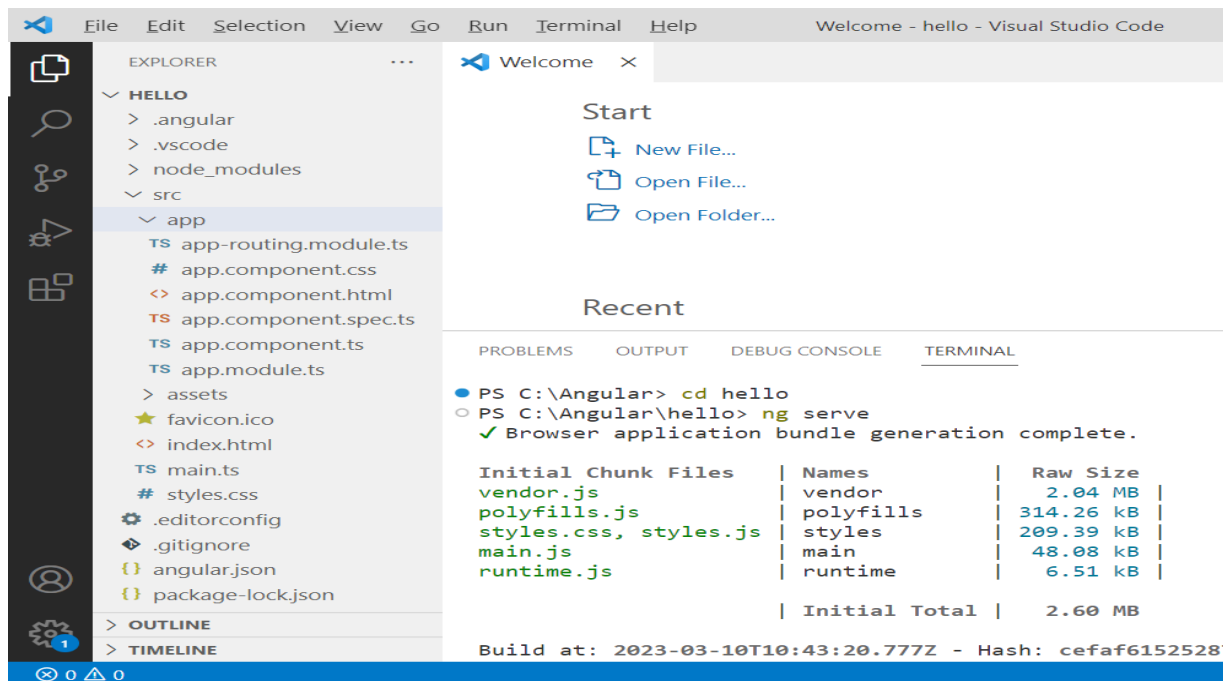 File Edit Selection View Go Run Terminal Help Welcome - hello - Visual Studio Code
EXPLORER ...
HELLO
.angular
.vscode
node_modules
src
app
TS app-routing.module.ts
# app.component.css
<> app.component.html
TS app.component.spec.ts
TS app.component.ts
TS app.module.ts
assets
favicon.ico
<> index.html
TS main.ts
# styles.css
.editorconfig
.gitignore
{} angular.json
{} package-lock.json
OUTLINE
TIMELINE
1
0 0
Welcome ×
Start
New File...
Open File...
Open Folder...
Recent
PROBLEMS OUTPUT DEBUG CONSOLE TERMINAL
PS C:\Angular> cd hello
PS C:\Angular\hello> ng serve
✓ Browser application bundle generation complete.
Initial Chunk Files | Names | Raw Size
vendor.js | vendor | 2.04 MB |
polyfills.js | polyfills | 314.26 kB |
styles.css, styles.js | styles | 209.39 kB |
main.js | main | 48.08 kB |
runtime.js | runtime | 6.51 kB |
| Initial Total | 2.60 MB
Build at: 2023-03-10T10:43:20.777Z - Hash: cefaf6152528